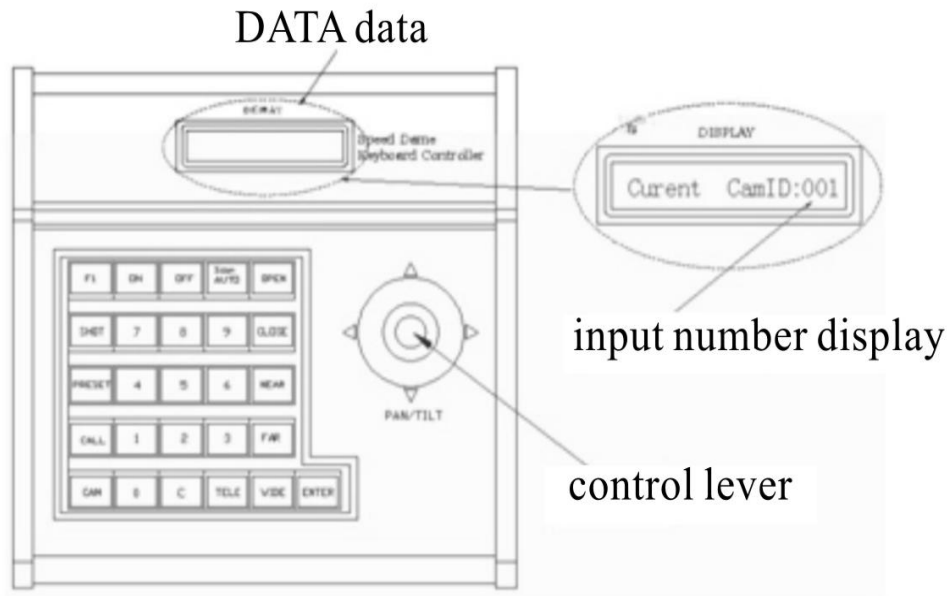 DATA data
DISPLAY
Speed Dome
Keyboard Controller
DISPLAY
Curent CamID:001
F1 ON OFF AUTO OPEN
SHOT 7 8 9 CLOSE
input number display
PRESET 4 5 6 NEAR
PAN/TILT
CALL 1 2 3 FAR
control lever
CAM 0 C TELE WIDE ENTER